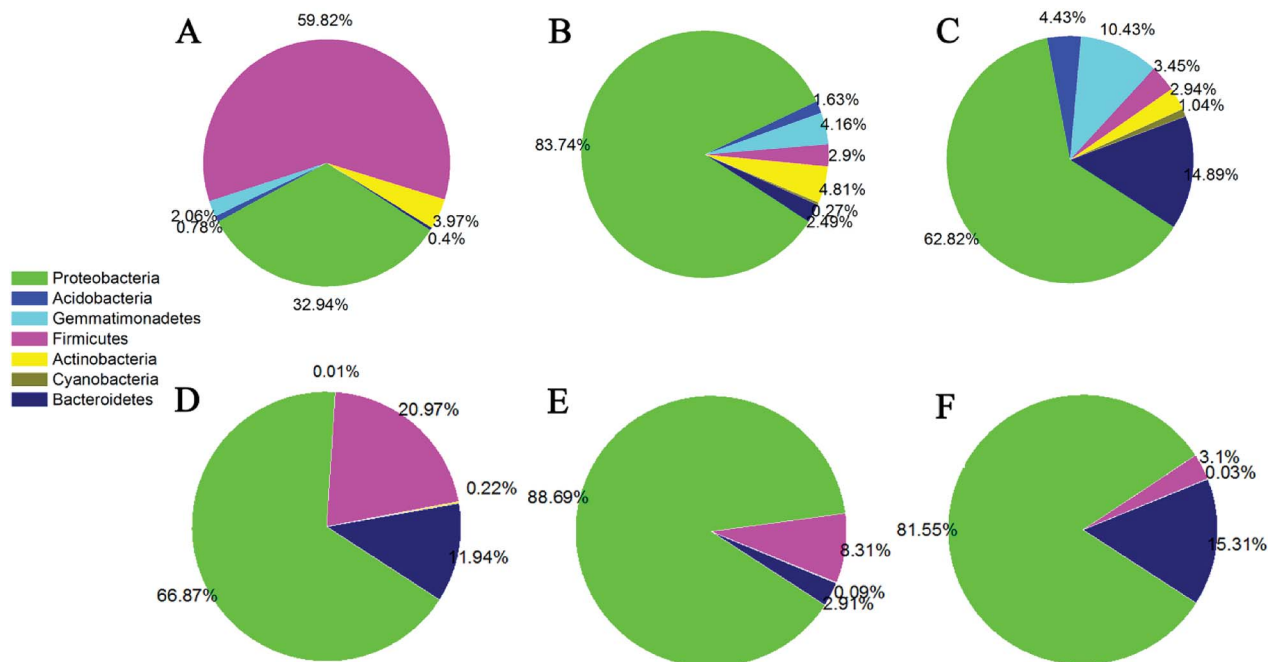 A
59.82%
2.06%
0.78%
3.97%
0.4%
32.94%
B
83.74%
1.63%
4.16%
2.9%
4.81%
0.27%
2.49%
C
4.43%
10.43%
3.45%
2.94%
1.04%
14.89%
62.82%
Proteobacteria
Acidobacteria
Gemmatimonadetes
Firmicutes
Actinobacteria
Cyanobacteria
Bacteroidetes
D
0.01%
20.97%
0.22%
11.94%
66.87%
E
88.69%
8.31%
0.09%
2.91%
F
81.55%
3.1%
0.03%
15.31%